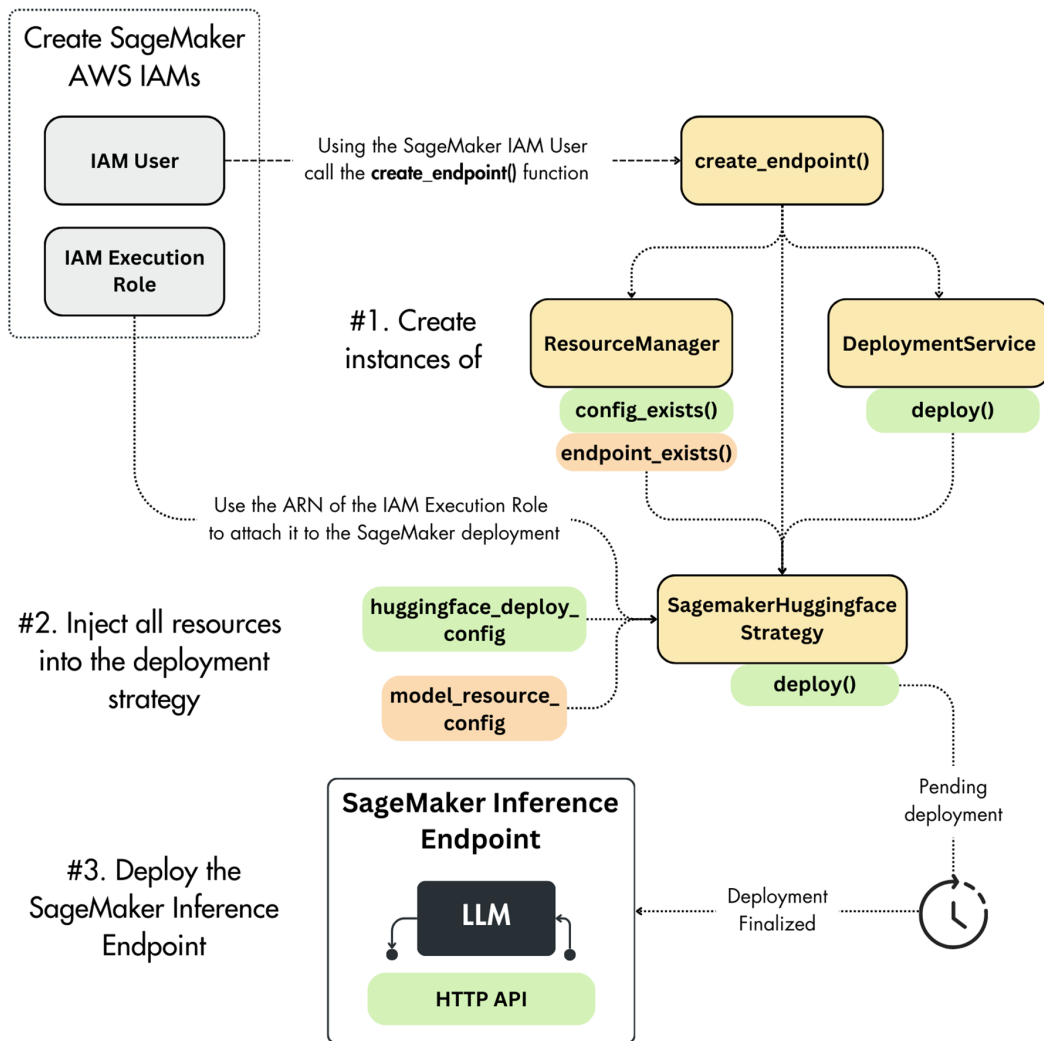 Create SageMaker
AWS IAMs
IAM User
Using the SageMaker IAM User
call the create_endpoint() function
create_endpoint()
IAM Execution
Role
#1. Create
instances of
ResourceManager
DeploymentService
config_exists()
deploy()
endpoint_exists()
Use the ARN of the IAM Execution Role
to attach it to the SageMaker deployment
#2. Inject all resources
into the deployment
strategy
huggingface_deploy_
config
model_resource_
config
SagemakerHuggingface
Strategy
deploy()
Pending
deployment
#3. Deploy the
SageMaker Inference
Endpoint
SageMaker Inference
Endpoint
LLM
HTTP API
Deployment
Finalized